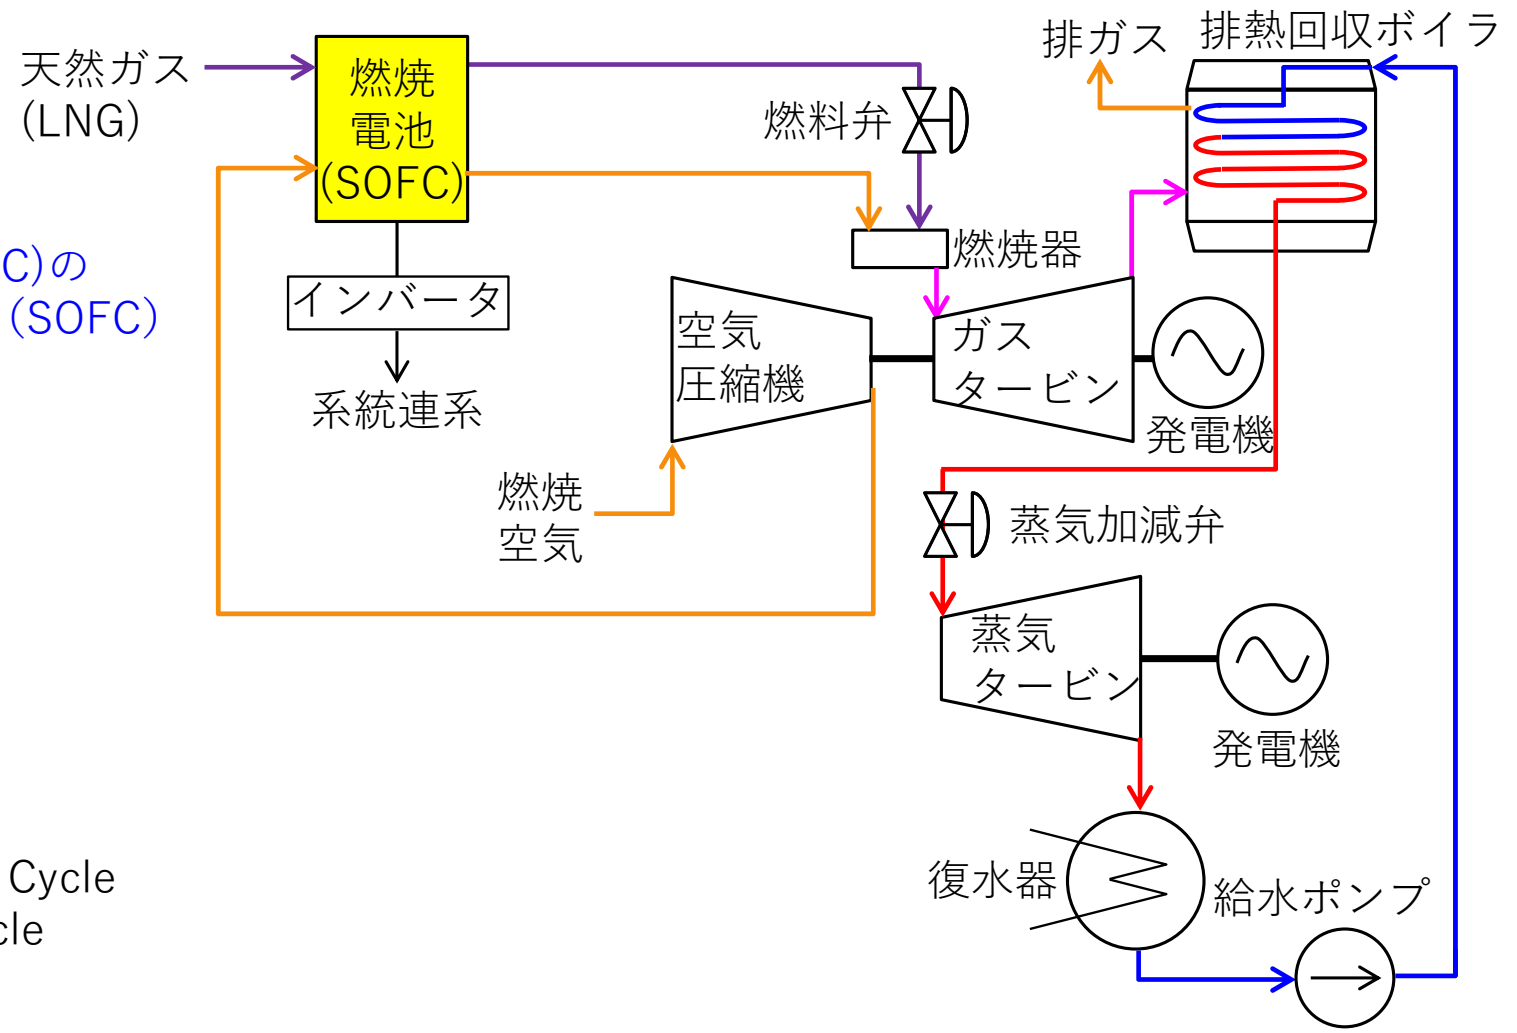 天然ガス
(LNG)
燃焼
電池
(SOFC)
燃料弁
排ガス
排熱回収ボイラ
C)の
(SOFC)
インバータ
系統連系
燃焼器
空気
圧縮機
ガス
タービン
発電機
燃焼
空気
蒸気加減弁
蒸気
タービン
発電機
復水器
給水ポンプ
Cycle
cle